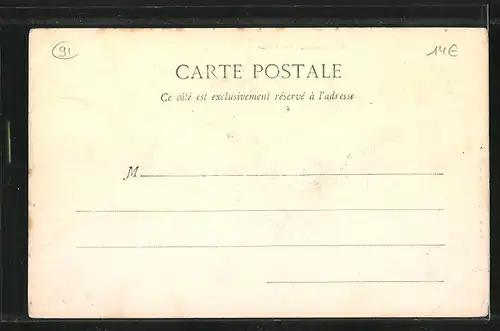 91
14€
CARTE POSTALE
Ce côté est exclusivement réservé à l'adresse
M